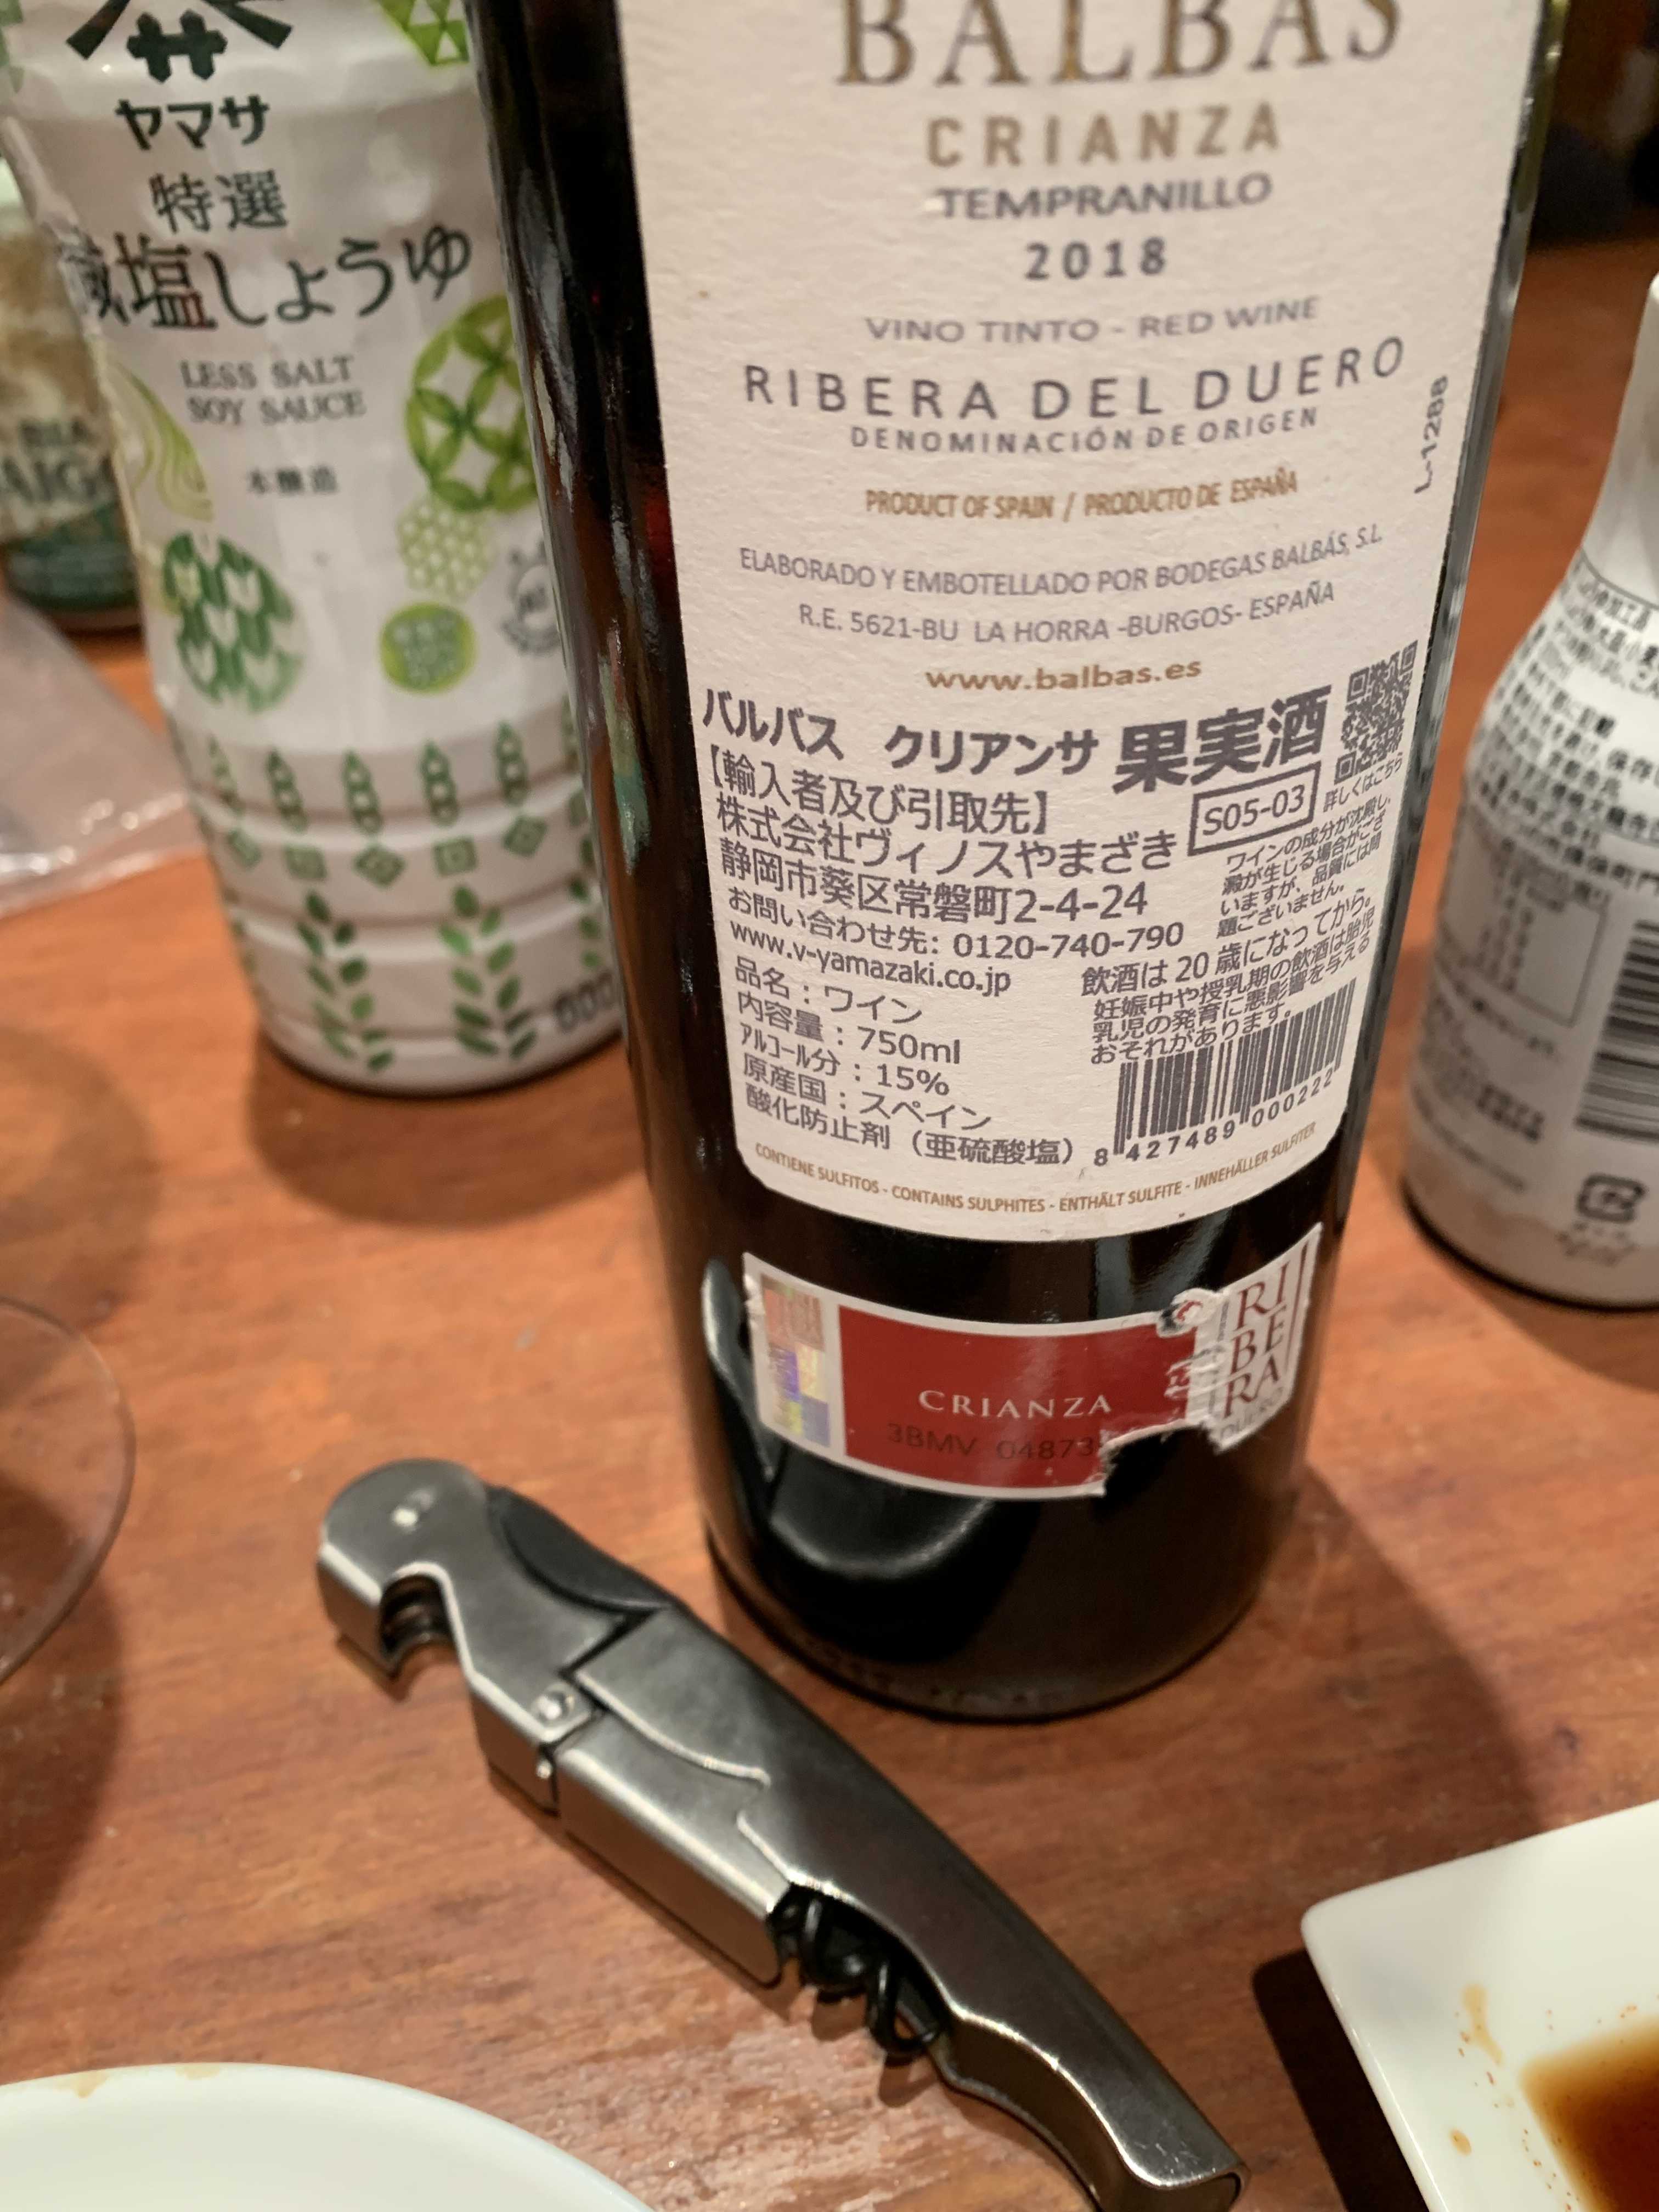 ヤマサ
特選
減塩しょうゆ
LESS SALT
SOY SAUCE
本醸造
BALBAS
CRIANZA
TEMPRANILLO
2018
VINO TINTO - RED WINE
RIBERA DEL DUERO
DENOMINACIÓN DE ORIGEN
L-1288
PRODUCT OF SPAIN / PRODUCTO DE ESPAÑA
ELABORADO Y EMBOTELLADO POR BODEGAS BALBÁS, S.L.
R.E. 5621-BU LA HORRA -BURGOS- ESPAÑA
www.balbas.es
バルバス クリアンサ 果実酒
【輸入者及び引取先】
株式会社ヴィノスやまざき
静岡市葵区常磐町2-4-24
お問い合わせ先: 0120-740-790
www.v-yamazaki.co.jp
品名:ワイン
内容量:750ml
アルコール分:15%
原産国:スペイン
酸化防止剤(亜硫酸塩)
S05-03
詳しくはこちら
ワインの成分が沈殿し、
澱が生じる場合がござ
いますが、品質には問
題ございません。
飲酒は20歳になってから。
妊娠中や授乳期の飲酒は胎児
乳児の発育に悪影響を与える
おそれがあります。
8 427489 000222
CONTIENE SULFITOS - CONTAINS SULPHITES - ENTHÄLT SULFITE - INNEHÅLLER SULFITER
CRIANZA
3BMV 04873
RI
BE
RA
DUERO